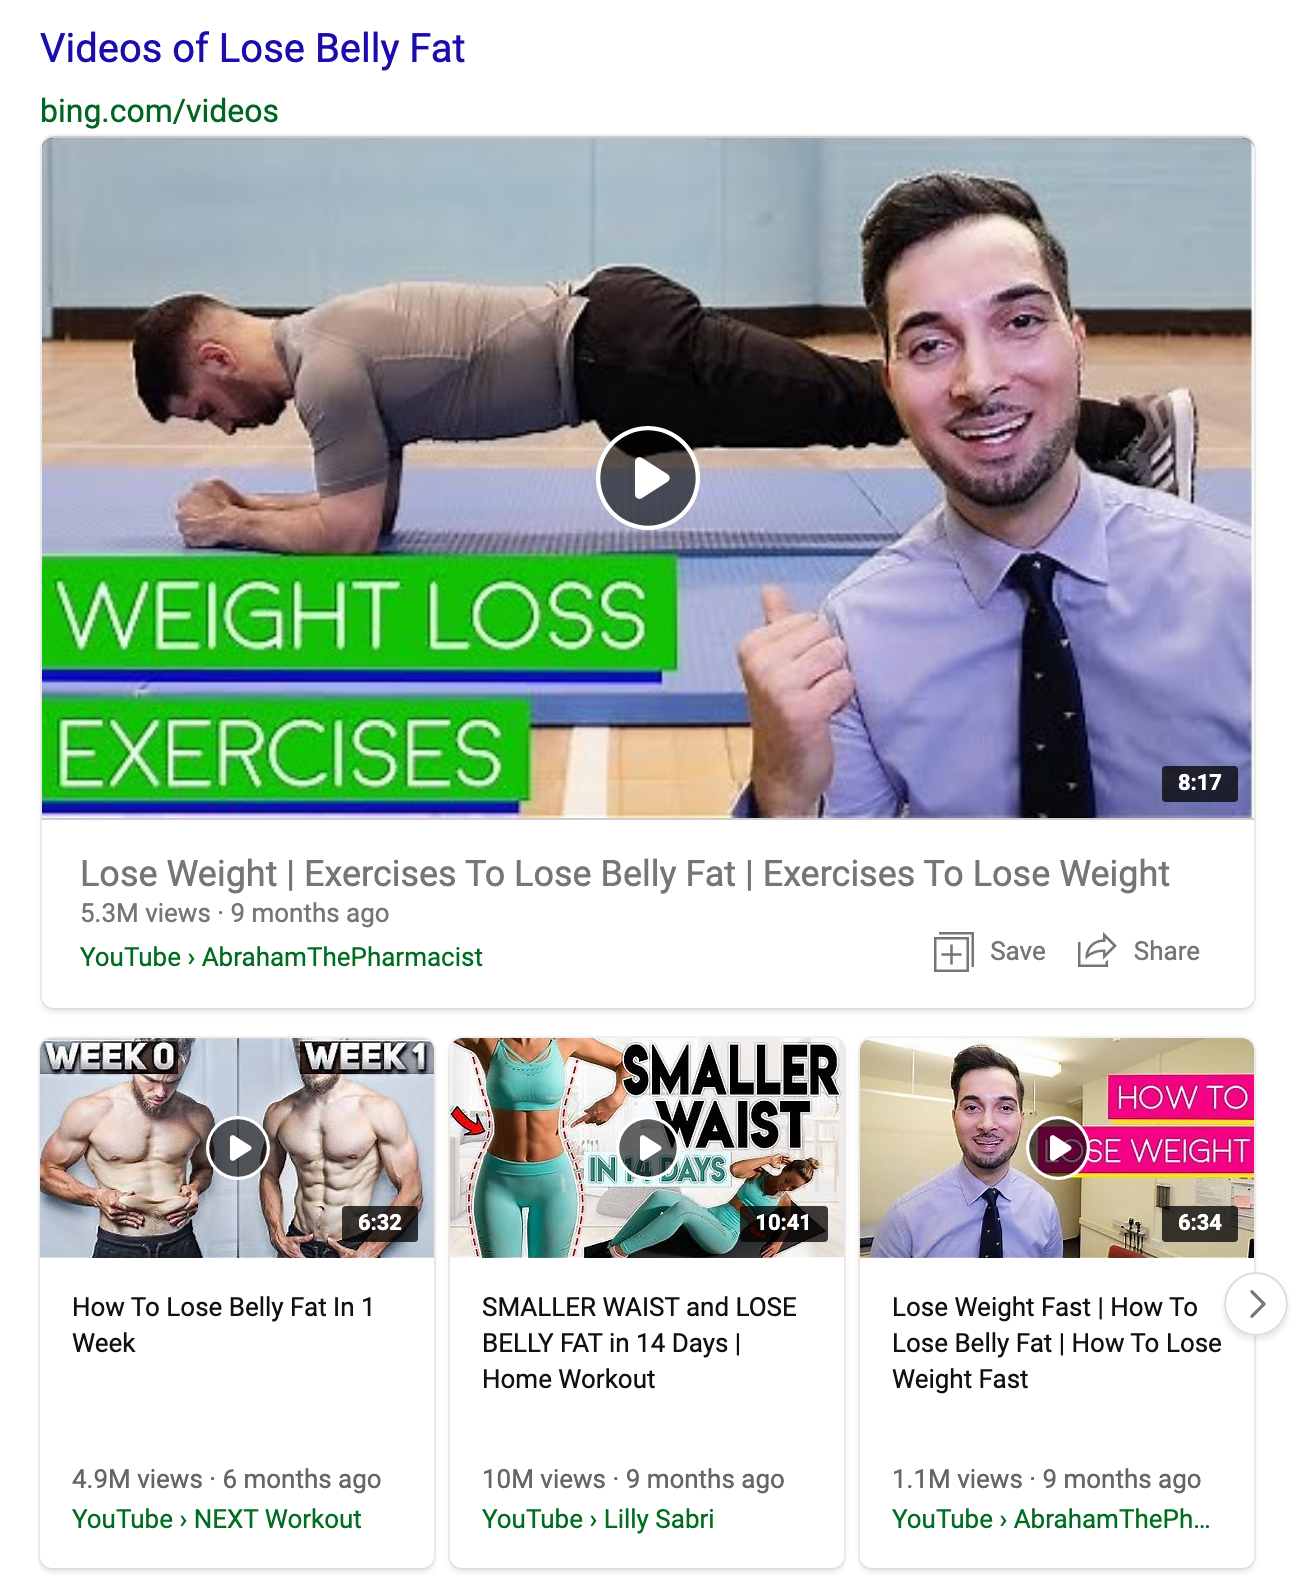 Videos of Lose Belly Fat
bing.com/videos
WEIGHT LOSS
EXERCISES
8:17
Lose Weight | Exercises To Lose Belly Fat | Exercises To Lose Weight
5.3M views · 9 months ago
YouTube › AbrahamThePharmacist
Save
Share
WEEK 0
WEEK 1
6:32
How To Lose Belly Fat In 1
Week
4.9M views · 6 months ago
YouTube › NEXT Workout
SMALLER
WAIST
IN 14 DAYS
10:41
SMALLER WAIST and LOSE
BELLY FAT in 14 Days |
Home Workout
10M views · 9 months ago
YouTube › Lilly Sabri
HOW TO
LOSE WEIGHT
6:34
Lose Weight Fast | How To
Lose Belly Fat | How To Lose
Weight Fast
1.1M views · 9 months ago
YouTube › AbrahamThePh...